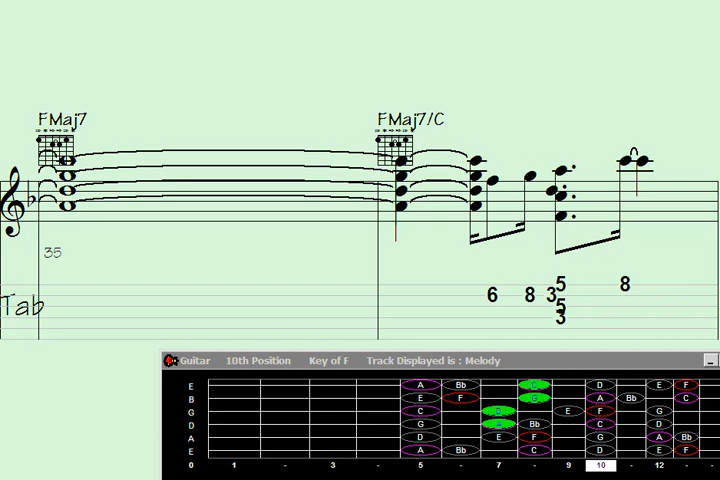 FMaj7 FMaj7/C
35
Tab
5 8
6 8 3
5
3
Guitar 10th Position Key of F Track Displayed is : Melody
E A Bb D E F
B E F G A Bb C
G C D E F G
D G A Bb C D
A D E F G A Bb
E A Bb C D E F
0 1 - 3 - 5 - 7 - 9 10 - 12 - -